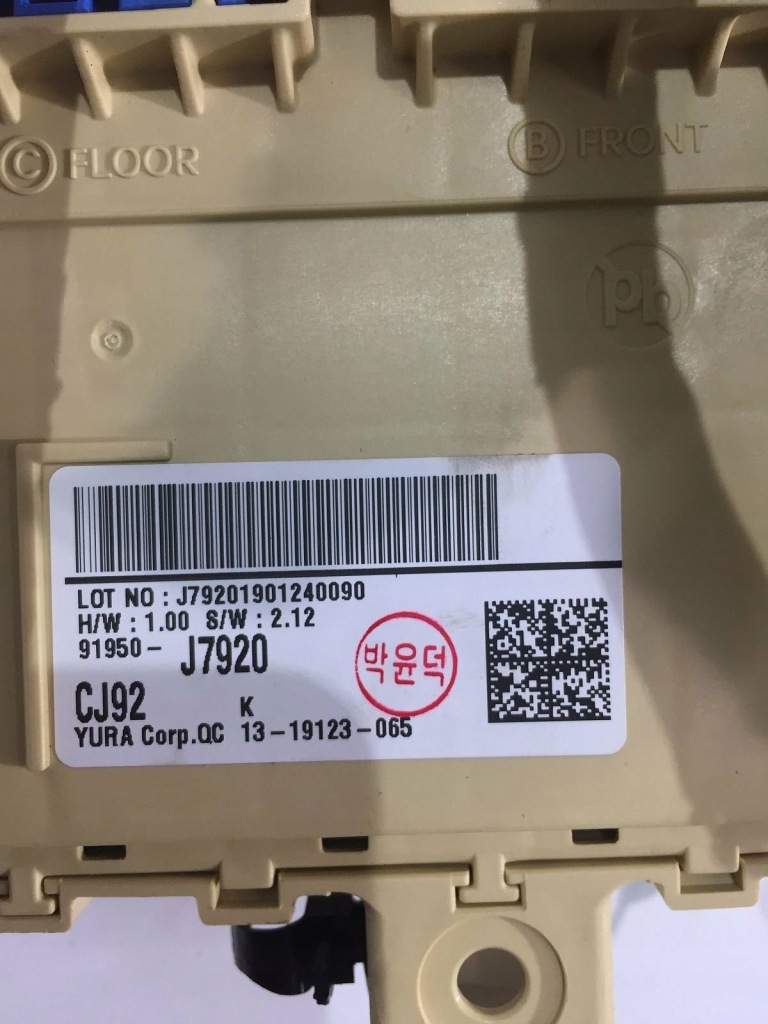 C FLOOR
B FRONT
pb
LOT NO : J79201901240090
H/W : 1.00 S/W : 2.12
91950- J7920
박윤덕
CJ92 K
YURA Corp.QC 13-19123-065